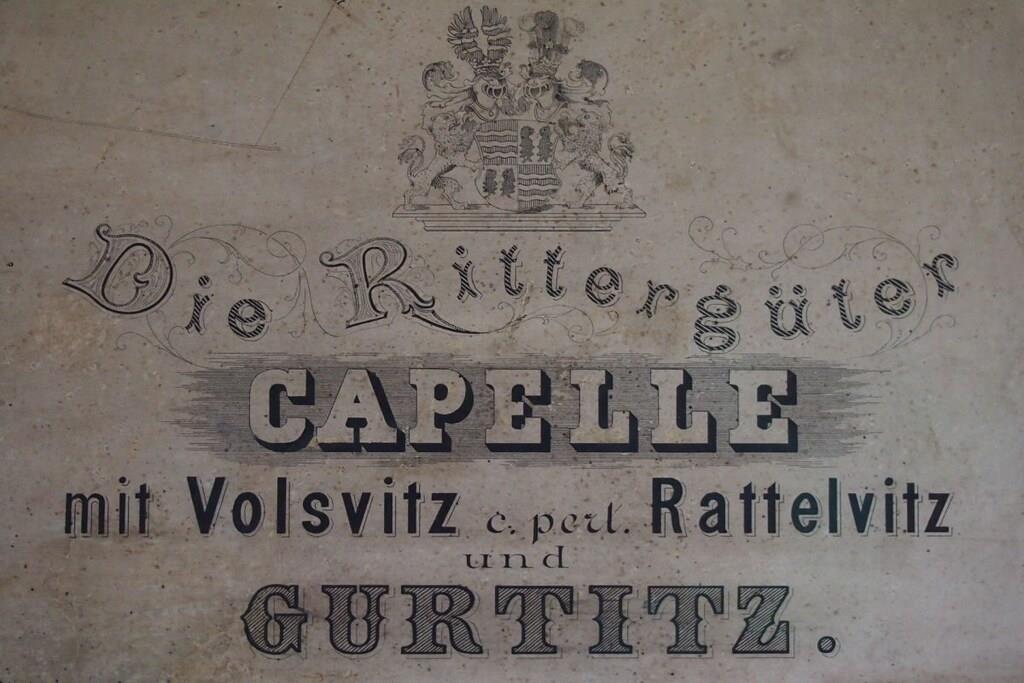 Die Rittergüter
CAPELLE
mit Volsvitz c. pert. Rattelvitz
und
GURTITZ.